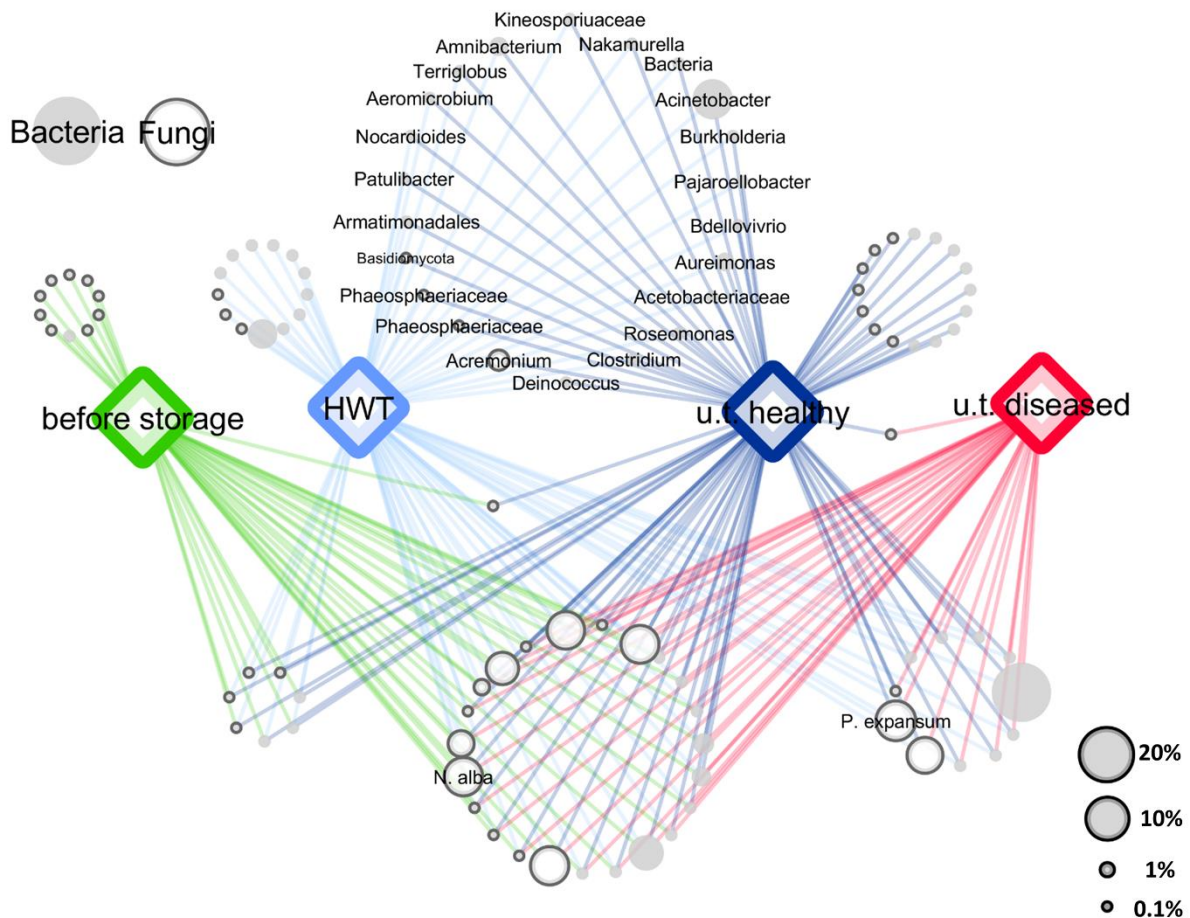 Kineosporiuaceae
Amnibacterium
Nakamurella
Terriglobus
Bacteria
Aeromicrobium
Acinetobacter
Bacteria
Fungi
Nocardioides
Burkholderia
Patulibacter
Pajaroellobacter
Armatimonadales
Bdellovivrio
Basidiomycota
Aureimonas
Phaeosphaeriaceae
Acetobacteriaceae
Phaeosphaeriaceae
Roseomonas
Acremonium
Clostridium
Deinococcus
before storage
HWT
u.t. healthy
u.t. diseased
P. expansum
N. alba
20%
10%
1%
0.1%